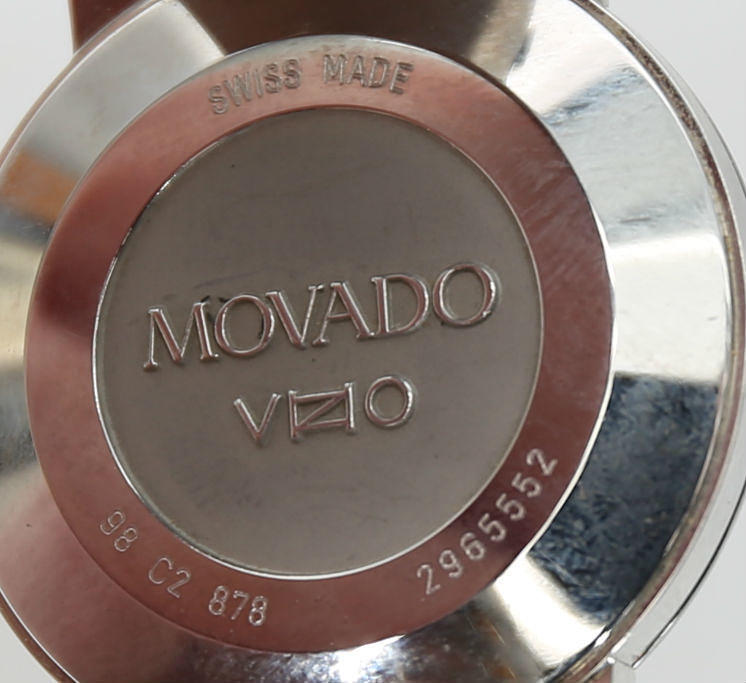 SWISS MADE
MOVADO
VIZIO
98 C2 878
2965552